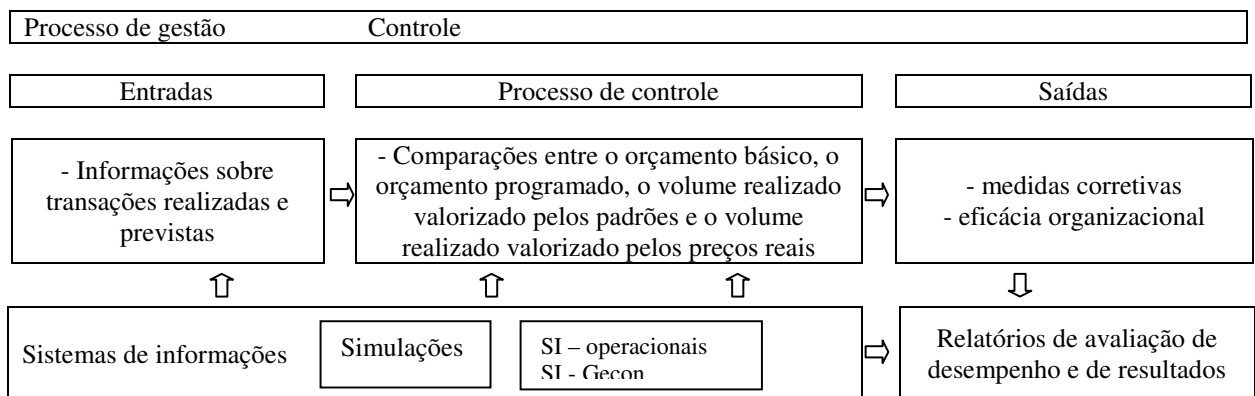 Processo de gestão Controle
Entradas
Processo de controle
Saídas
- Informações sobre
transações realizadas e
previstas
- Comparações entre o orçamento básico, o
orçamento programado, o volume realizado
valorizado pelos padrões e o volume
realizado valorizado pelos preços reais
- medidas corretivas
- eficácia organizacional
Sistemas de informações
Simulações
SI – operacionais
SI - Gecon
Relatórios de avaliação de
desempenho e de resultados